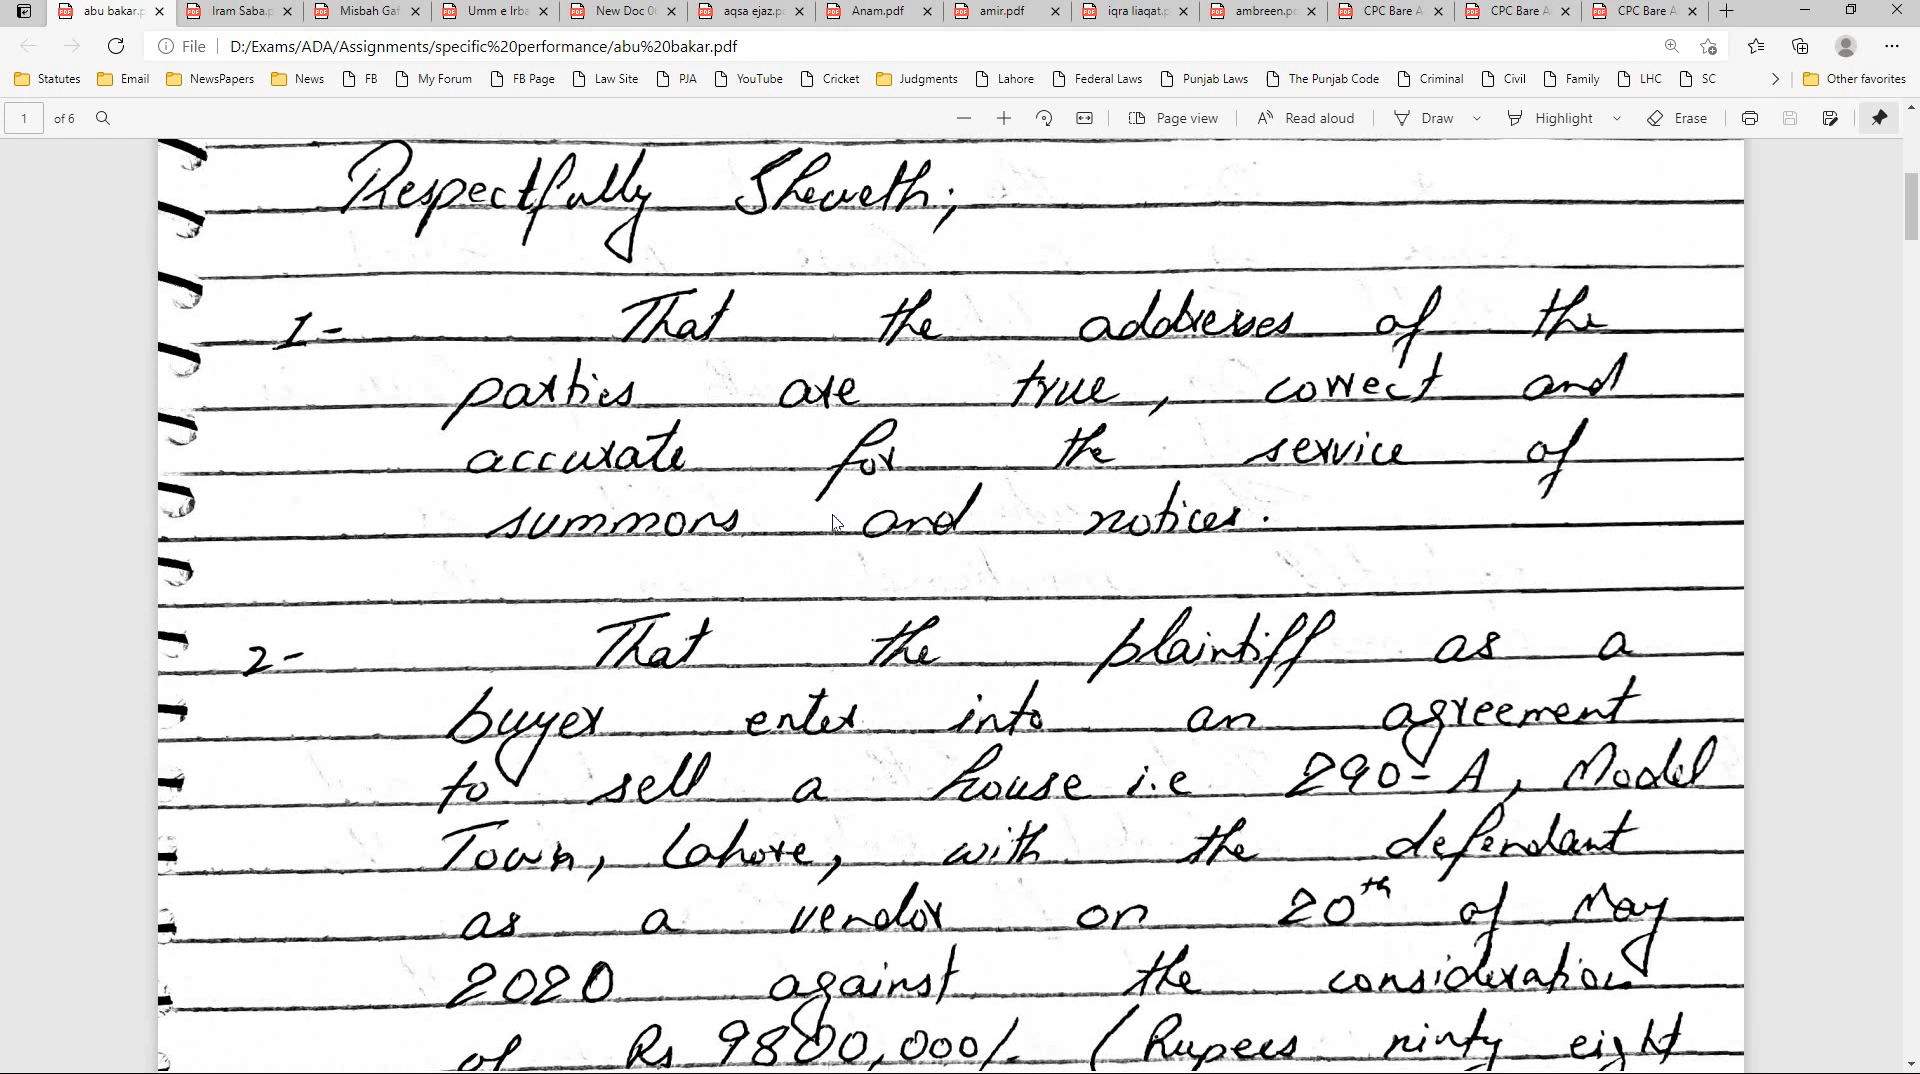 abu bakar.p
Iram Saba.p
Misbah Gaf
Umm e Irba
New Doc 0
aqsa ejaz.p
Anam.pdf
amir.pdf
iqra liaqat.p
ambreen.p
CPC Bare A
CPC Bare A
CPC Bare A
File
D:/Exams/ADA/Assignments/specific%20performance/abu%20bakar.pdf
Statutes Email NewsPapers News FB My Forum FB Page Law Site PJA YouTube Cricket Judgments Lahore Federal Laws Punjab Laws The Punjab Code Criminal Civil Family LHC SC Other favorites
1 of 6 Page view Read aloud Draw Highlight Erase
Respectfully Sheweth;
1- That the addresses of the
parties are true, correct and
accurate for the service of
summons and notices.
2- That the plaintiff as a
buyer enter into an agreement
to sell a house i.e 290-A, Model
Town, Lahore, with the defendant
as a vendor on 20th of May
2020 against the consideration
of Rs 9800,000/- (Rupees ninty eight